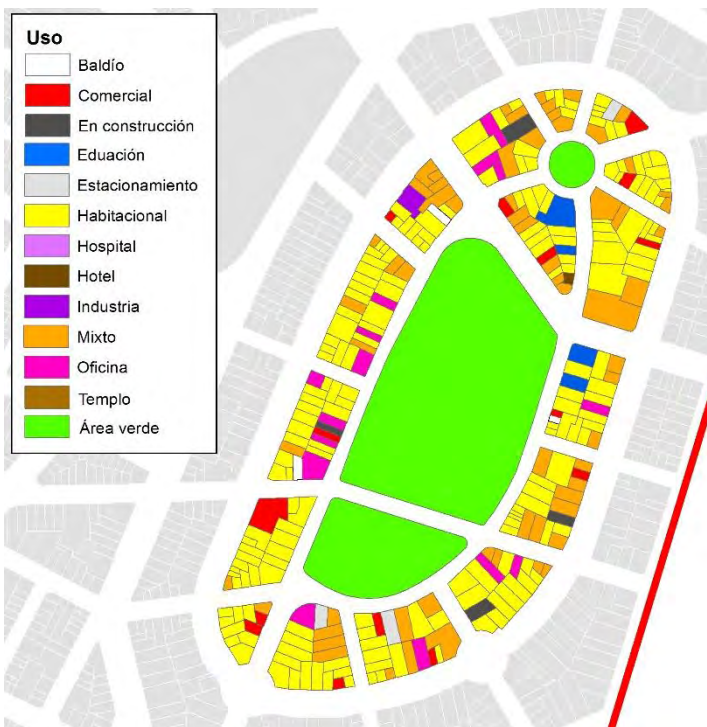 Uso
Baldío
Comercial
En construcción
Eduación
Estacionamiento
Habitacional
Hospital
Hotel
Industria
Mixto
Oficina
Templo
Área verde